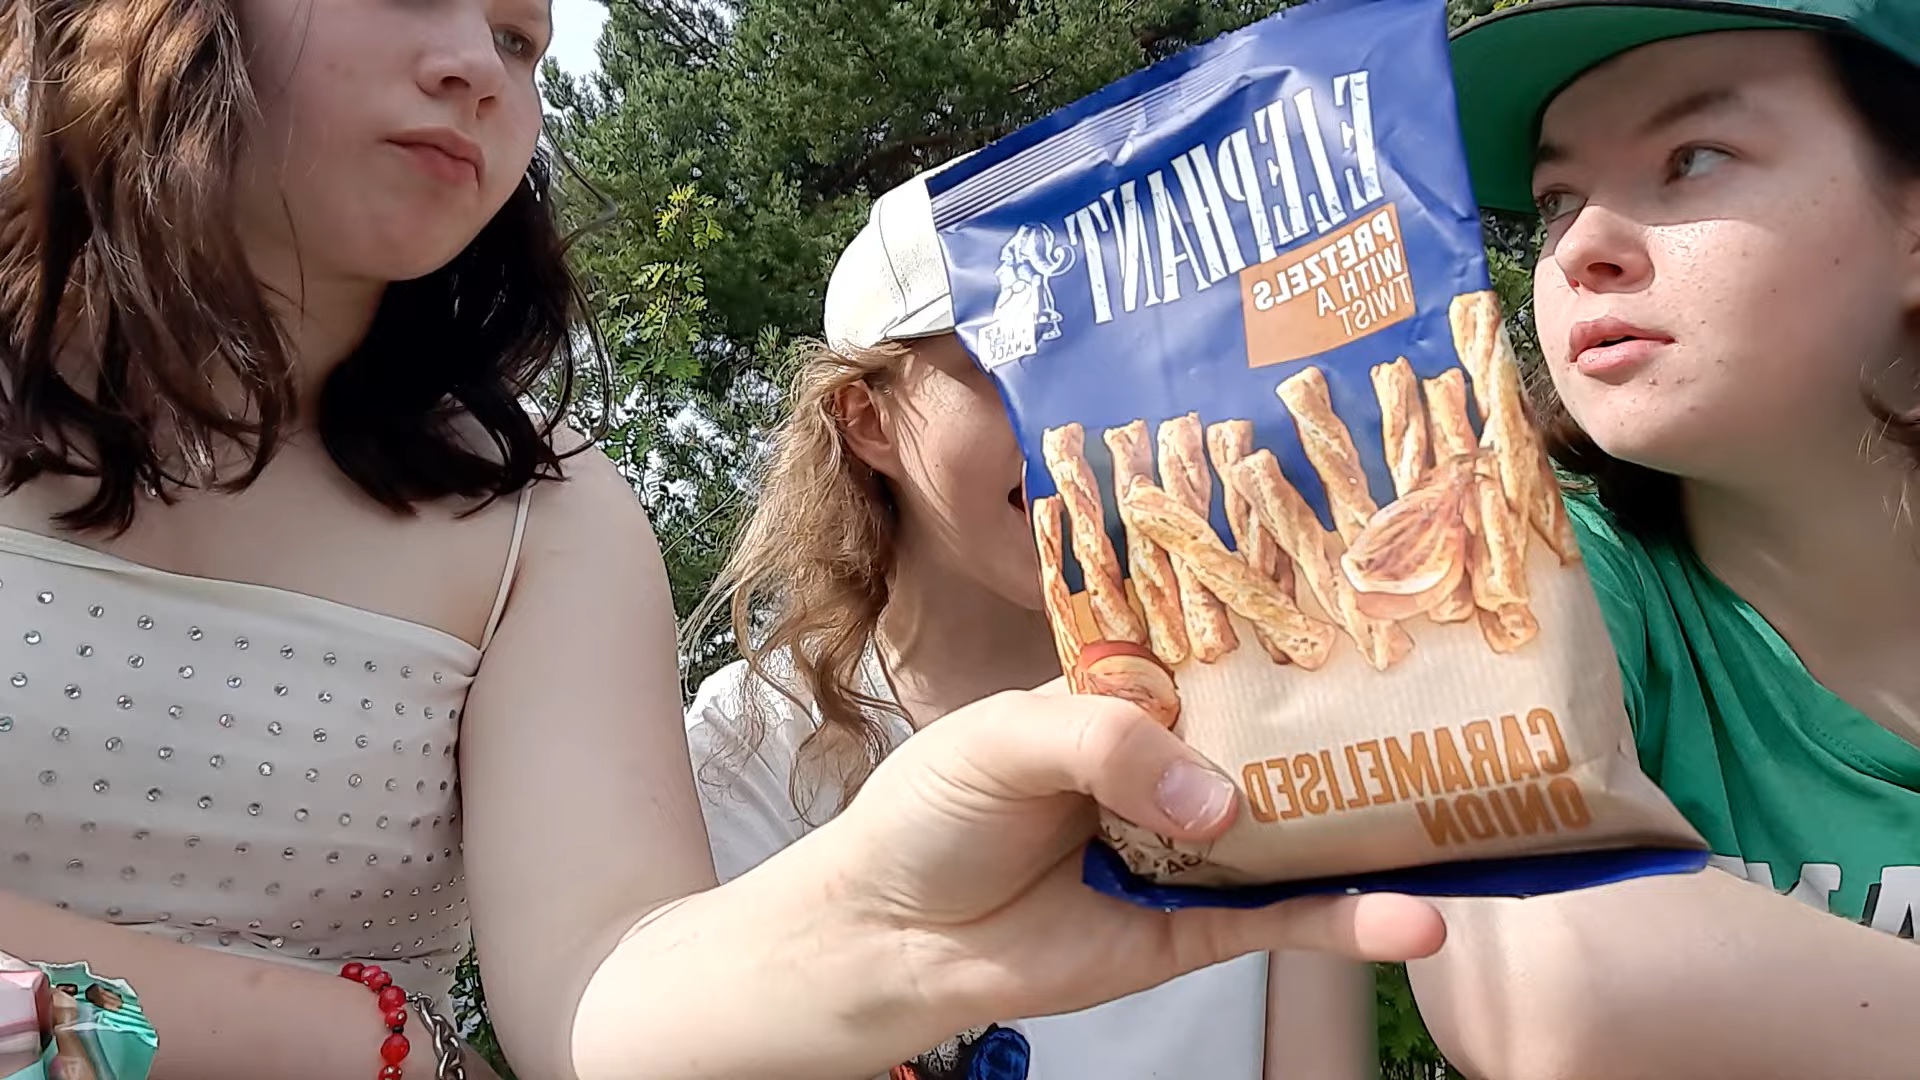 ELEPHANT
PRETZELS
WITH A
TWIST
CARAMELISED
ONION